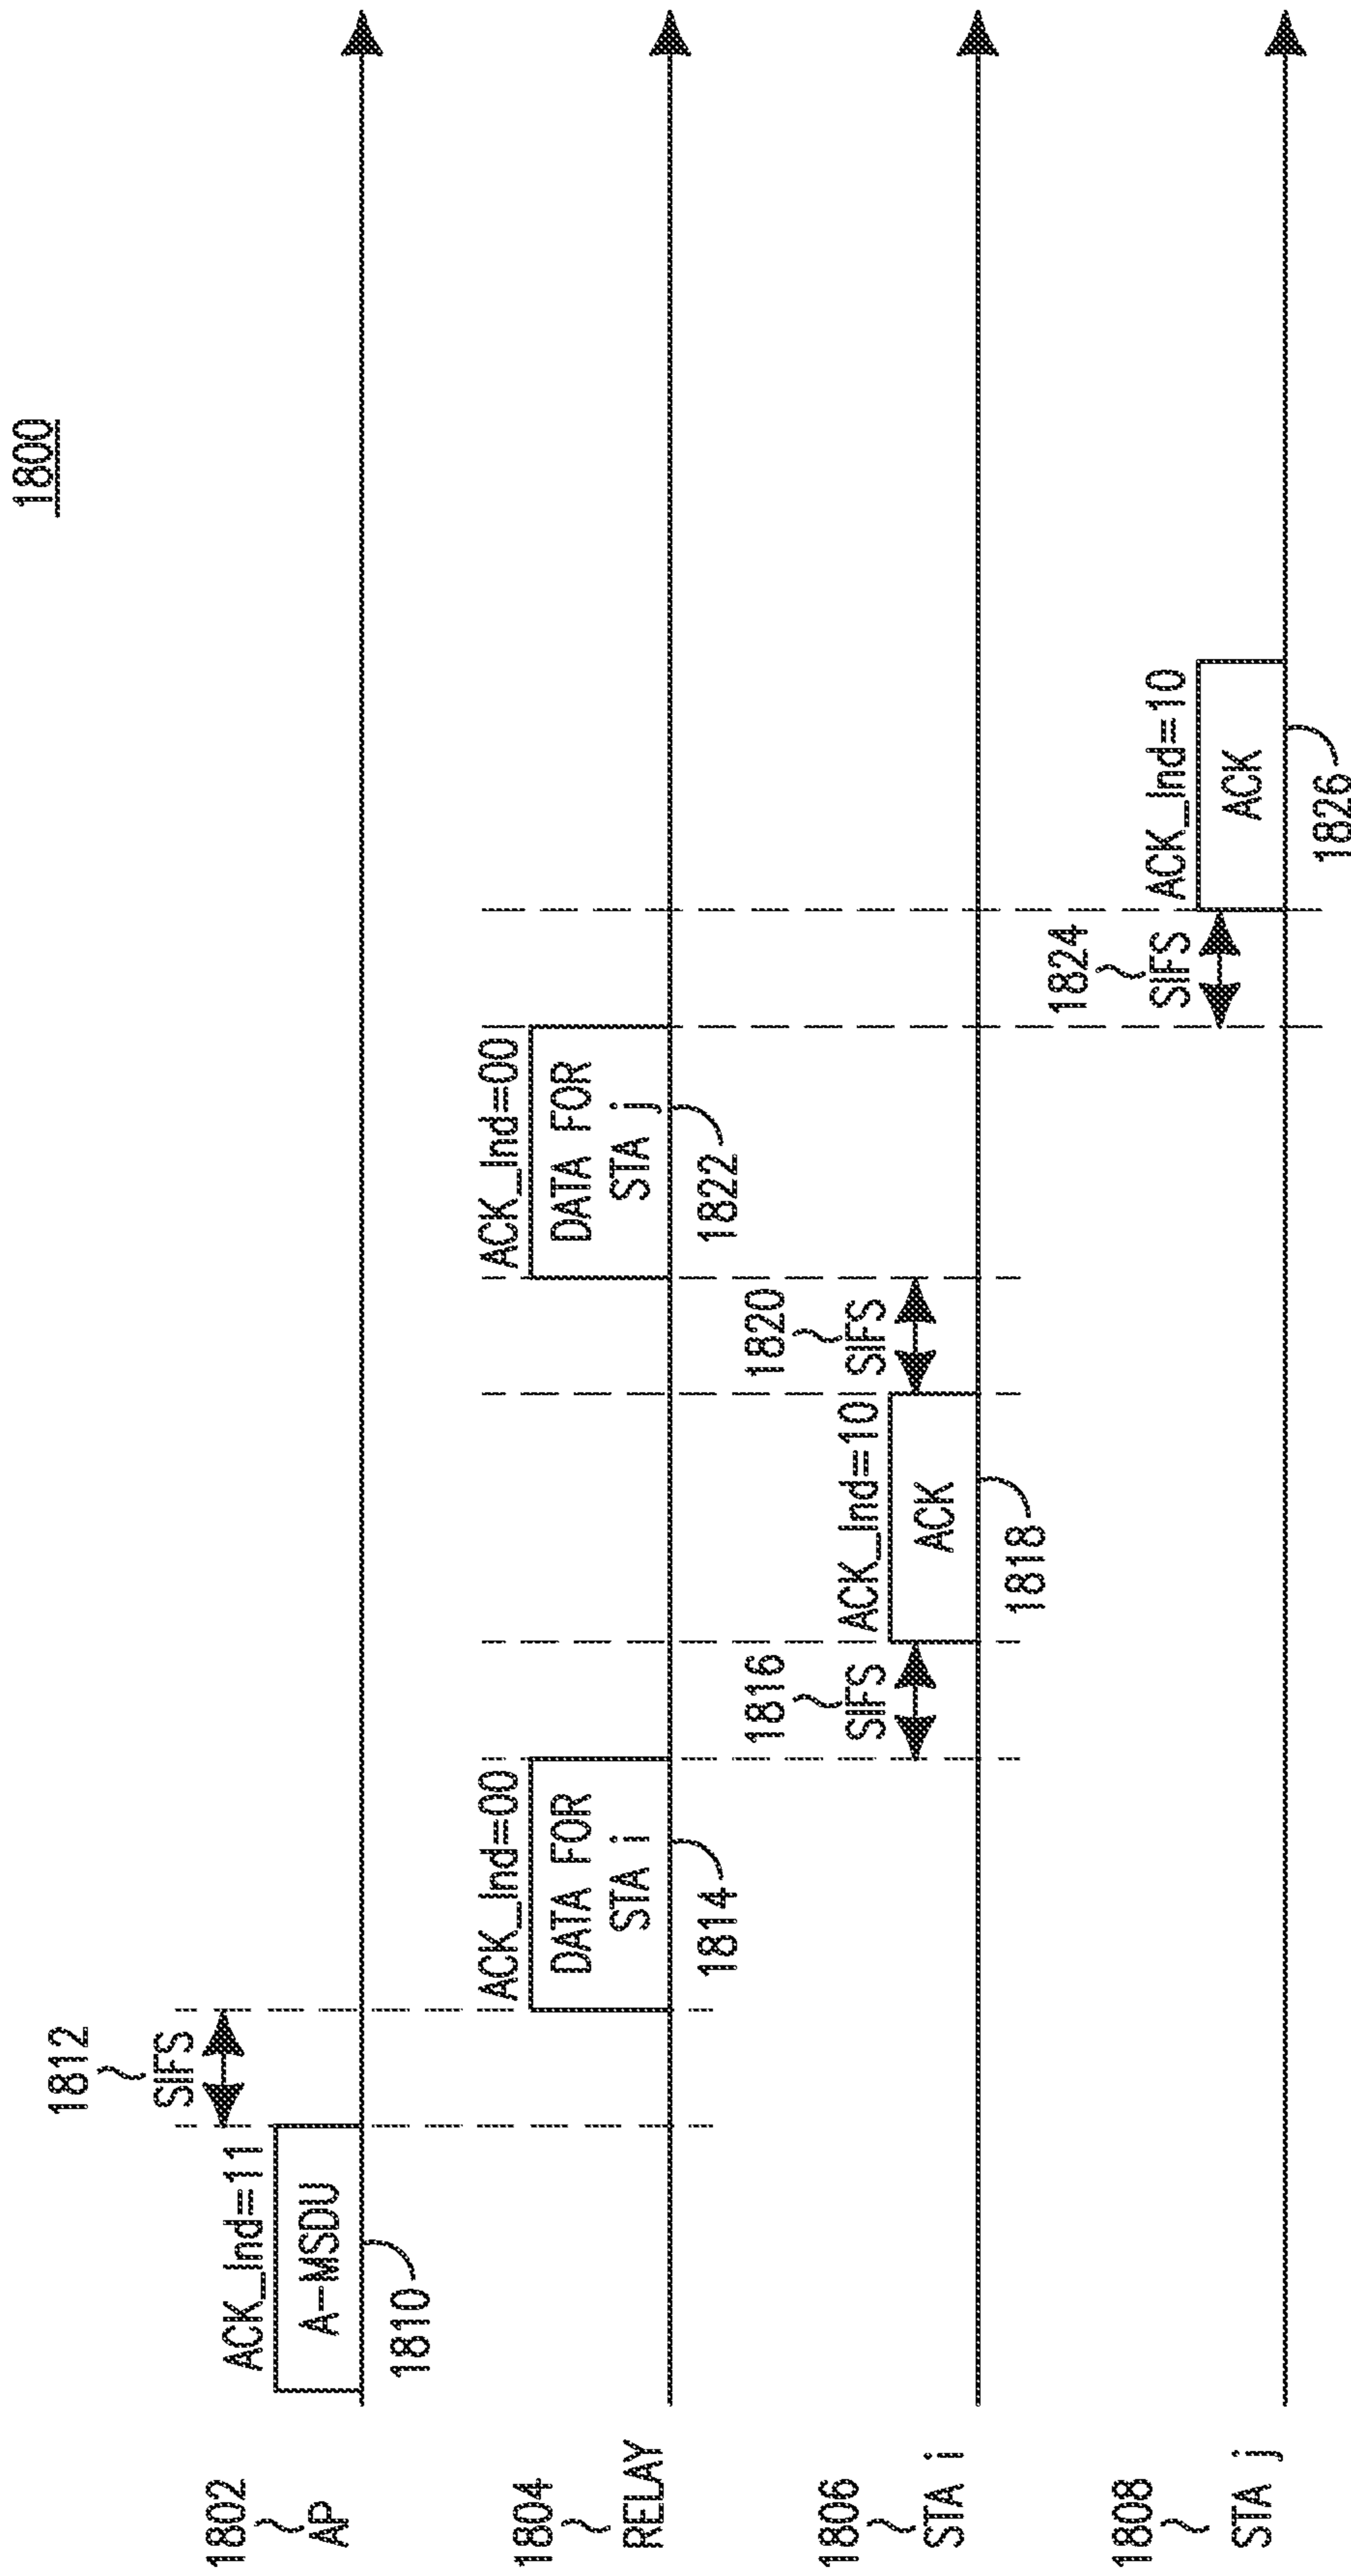 1800
1802
AP
ACK_Ind=11
A-MSDU
1810
1812
SIFS
1804
RELAY
ACK_Ind=00
DATA FOR
STA i
1814
ACK_Ind=00
DATA FOR
STA j
1822
1806
STA i
1816
SIFS
ACK_Ind=10
ACK
1818
1820
SIFS
1808
STA j
1824
SIFS
ACK_Ind=10
ACK
1826